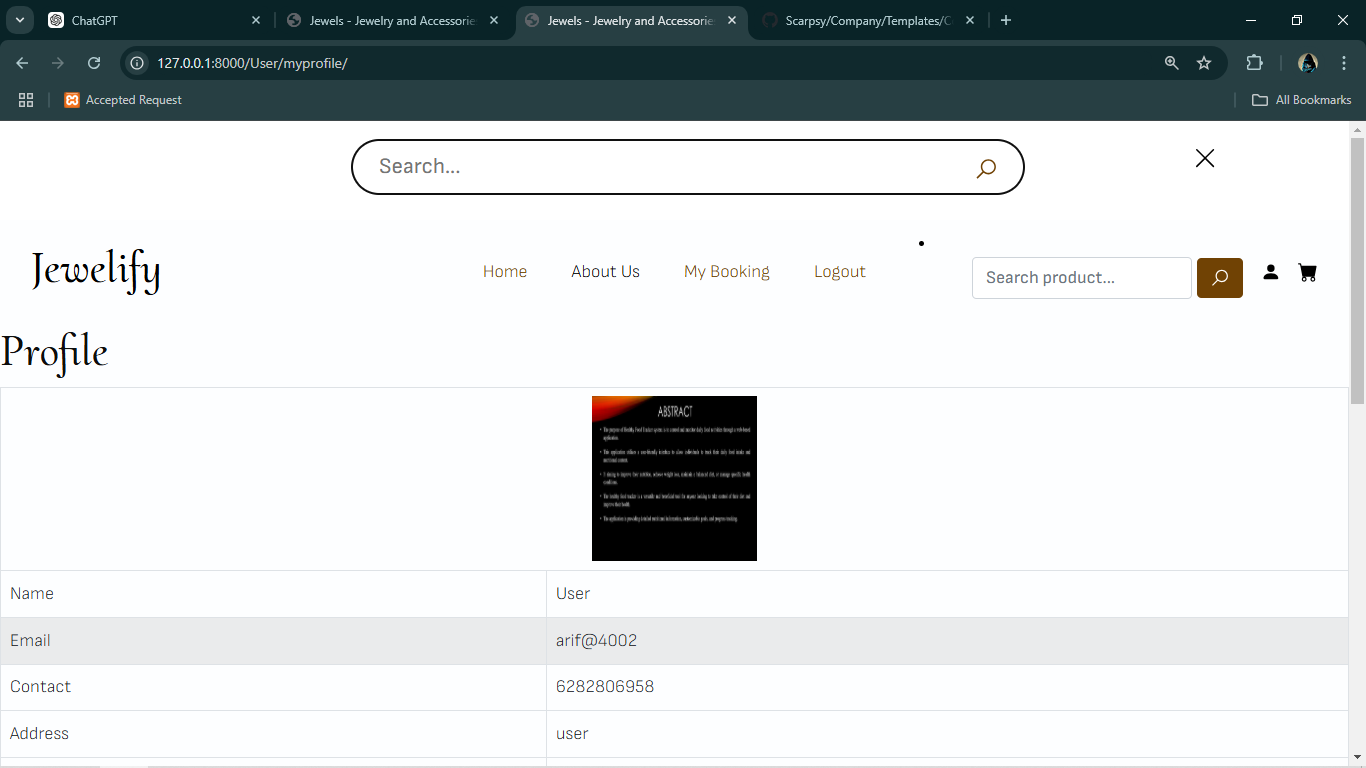 ChatGPT
Jewels - Jewelry and Accessorie
Jewels - Jewelry and Accessorie
Scarpsy/Company/Templates/C
127.0.0.1:8000/User/myprofile/
Accepted Request
All Bookmarks
Search...
Jewelify
Home
About Us
My Booking
Logout
Search product...
Profile
ABSTRACT
Name
User
Email
arif@4002
Contact
6282806958
Address
user